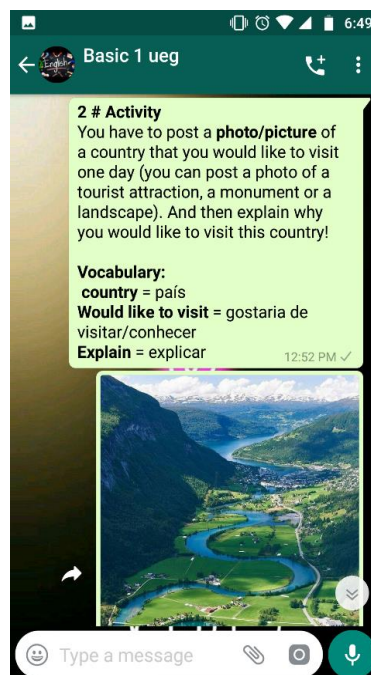 6:49
English
Basic 1 ueg
2 # Activity
You have to post a photo/picture of
a country that you would like to visit
one day (you can post a photo of a
tourist attraction, a monument or a
landscape). And then explain why
you would like to visit this country!
Vocabulary:
country = país
Would like to visit = gostaria de
visitar/conhecer
Explain = explicar
12:52 PM
Type a message